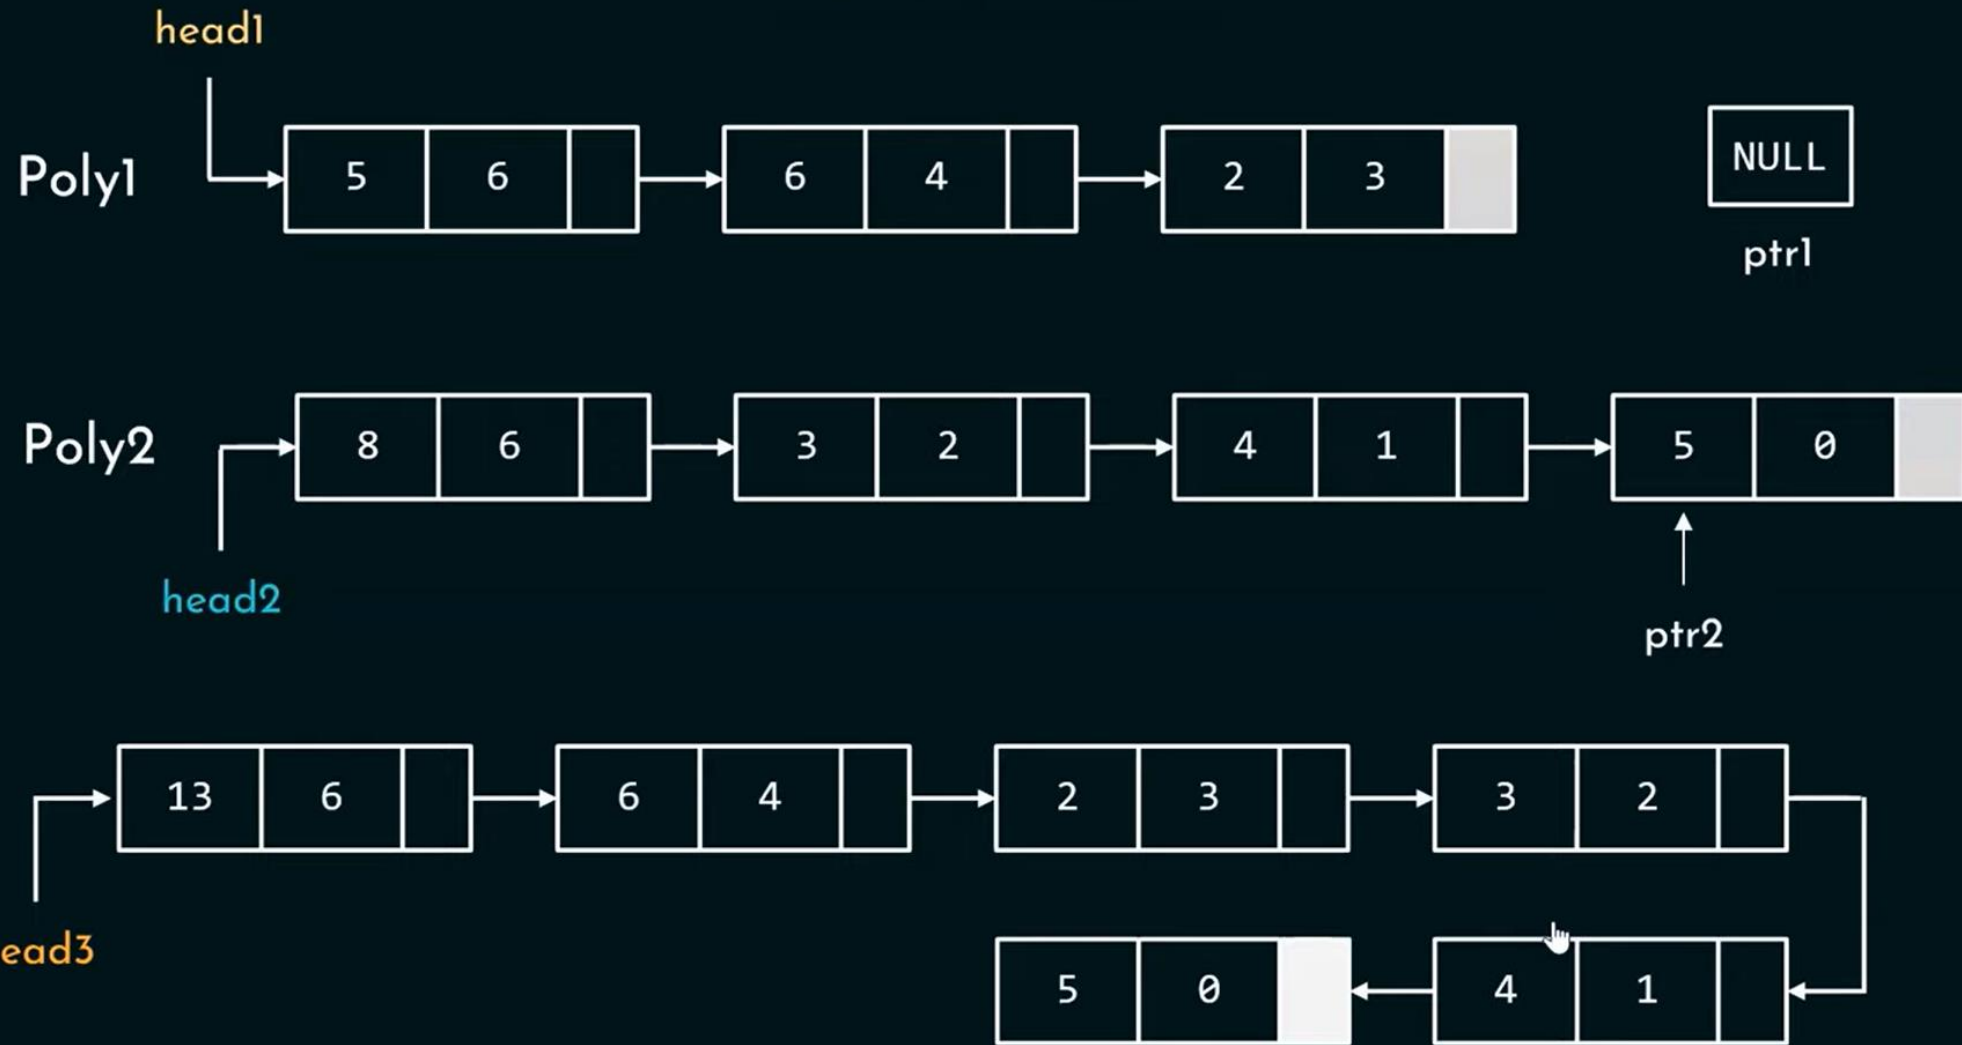 head1
Poly1 5 6 6 4 2 3 NULL
ptr1
Poly2 8 6 3 2 4 1 5 0
head2
ptr2
13 6 6 4 2 3 3 2
ead3
5 0 4 1